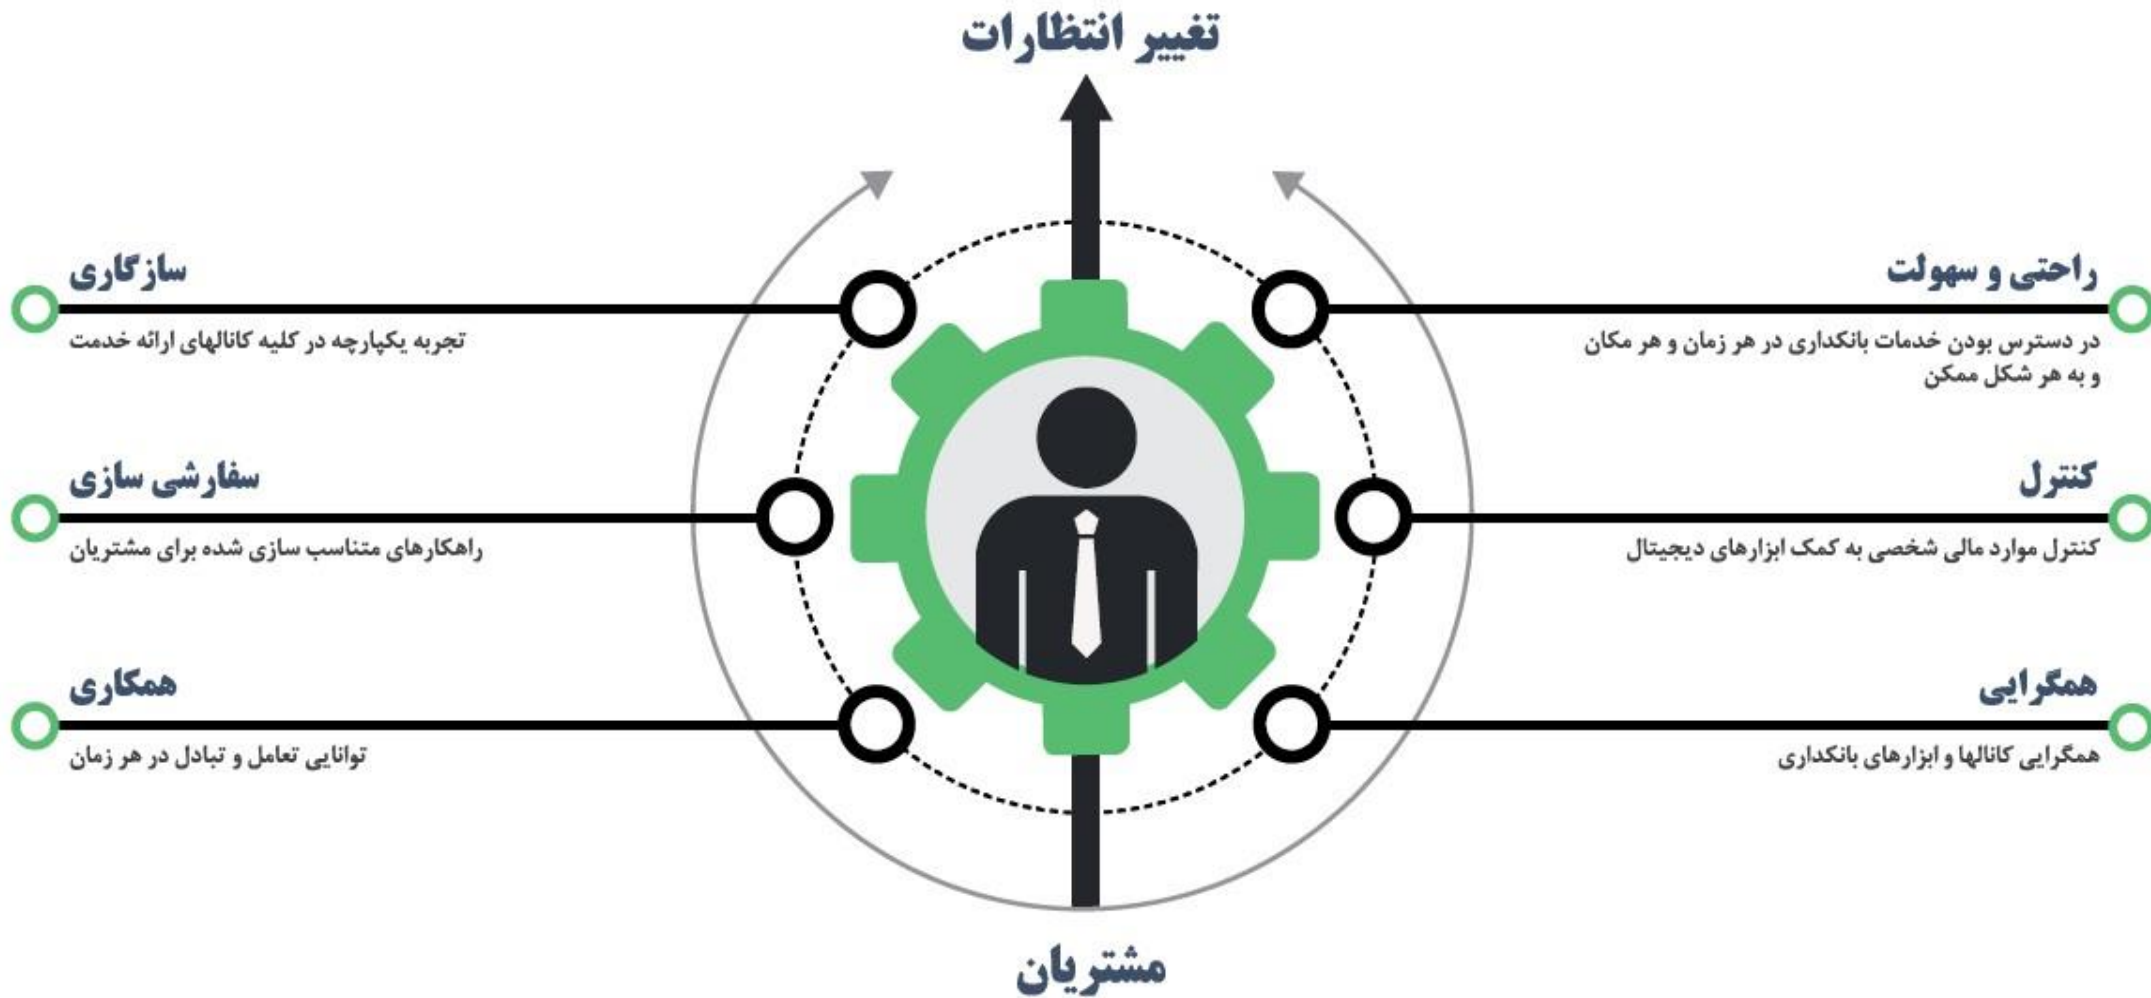 تغییر انتظارات
راحتی و سهولت
در دسترس بودن خدمات بانکداری در هر زمان و هر مکان
و به هر شکل ممکن
کنترل
کنترل موارد مالی شخصی به کمک ابزارهای دیجیتال
همگرایی
همگرایی کانالها و ابزارهای بانکداری
سازگاری
تجربه یکپارچه در کلیه کانالهای ارائه خدمت
سفارشی سازی
راهکارهای متناسب سازی شده برای مشتریان
همکاری
توانایی تعامل و تبادل در هر زمان
مشتریان